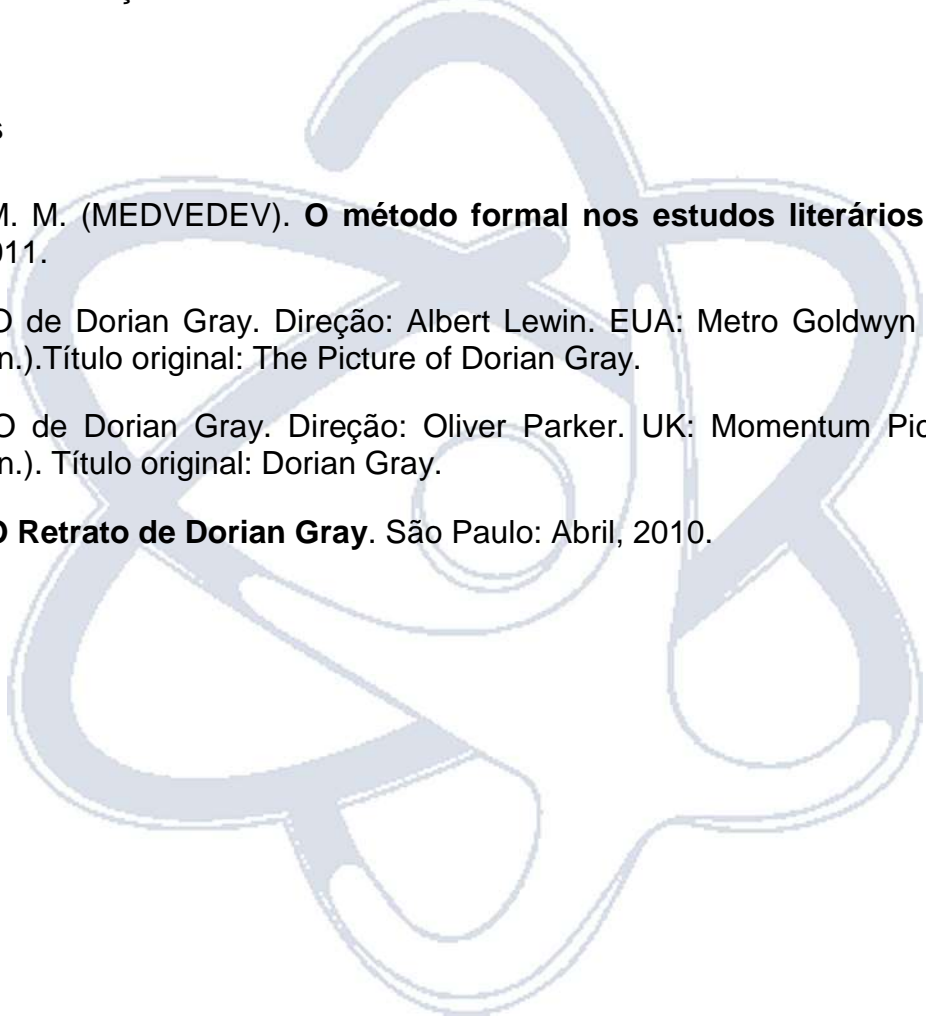 s
M. M. (MEDVEDEV). O método formal nos estudos literários
011.
O de Dorian Gray. Direção: Albert Lewin. EUA: Metro Goldwyn
n.).Título original: The Picture of Dorian Gray.
O de Dorian Gray. Direção: Oliver Parker. UK: Momentum Pic
n.). Título original: Dorian Gray.
O Retrato de Dorian Gray. São Paulo: Abril, 2010.